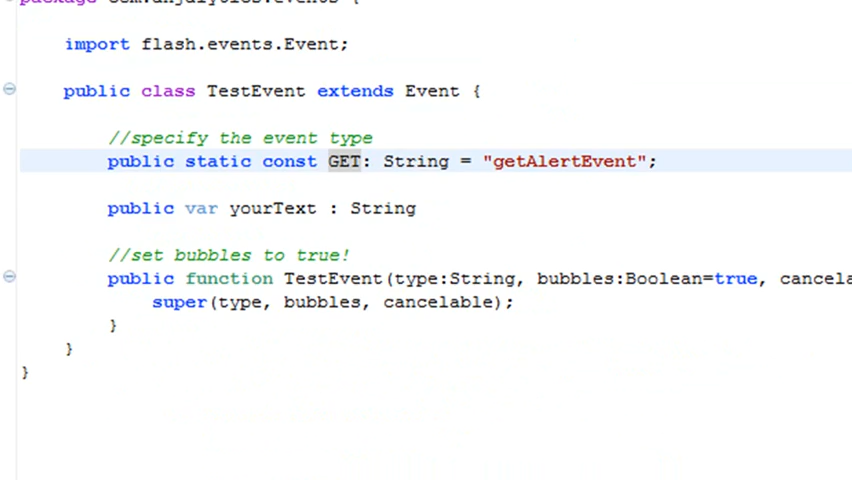 import flash.events.Event;
public class TestEvent extends Event {
//specify the event type
public static const GET: String = "getAlertEvent";
public var yourText : String
//set bubbles to true!
public function TestEvent(type:String, bubbles:Boolean=true, cancela
super(type, bubbles, cancelable);
}
}
}